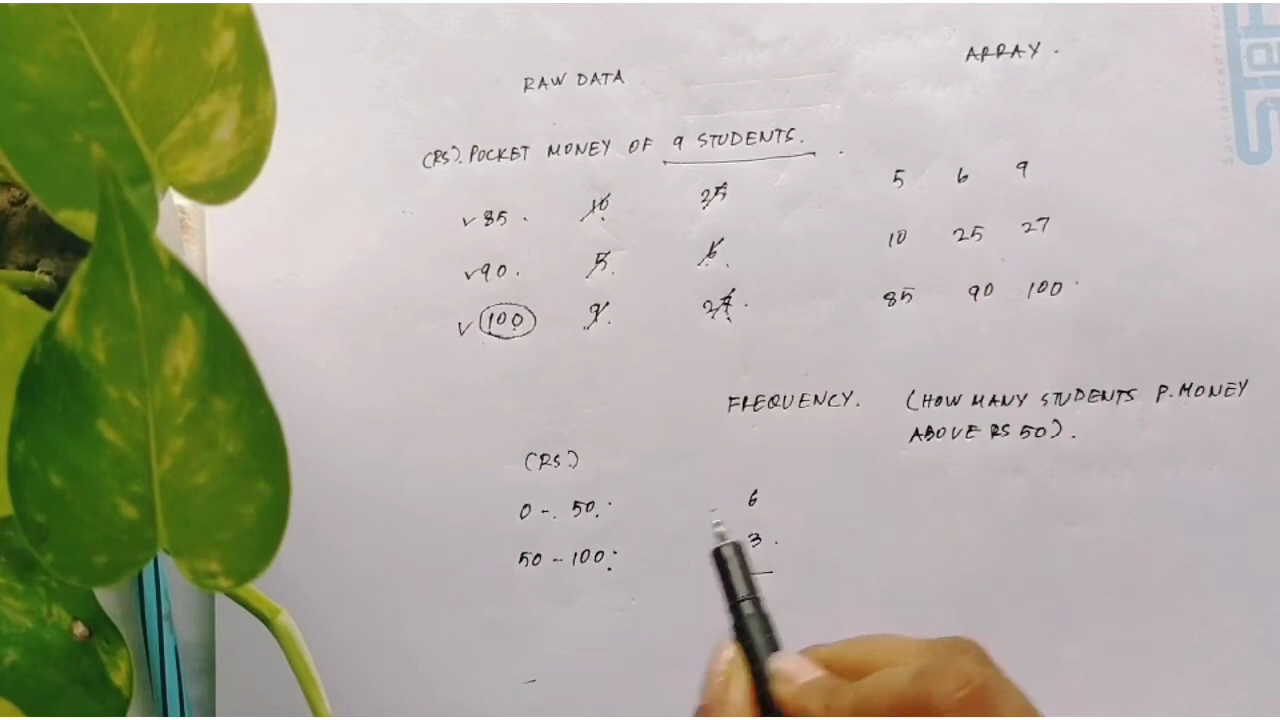 RAW DATA
ARRAY.
(RS). POCKET MONEY OF 9 STUDENTS.
85. 10 25
90. 5. 6.
100 9. 27.
5 6 9
10 25 27
85 90 100
FREQUENCY. (HOW MANY STUDENTS P.MONEY
ABOVE RS 50).
(RS.)
0 - 50. 6
50 - 100. 3.